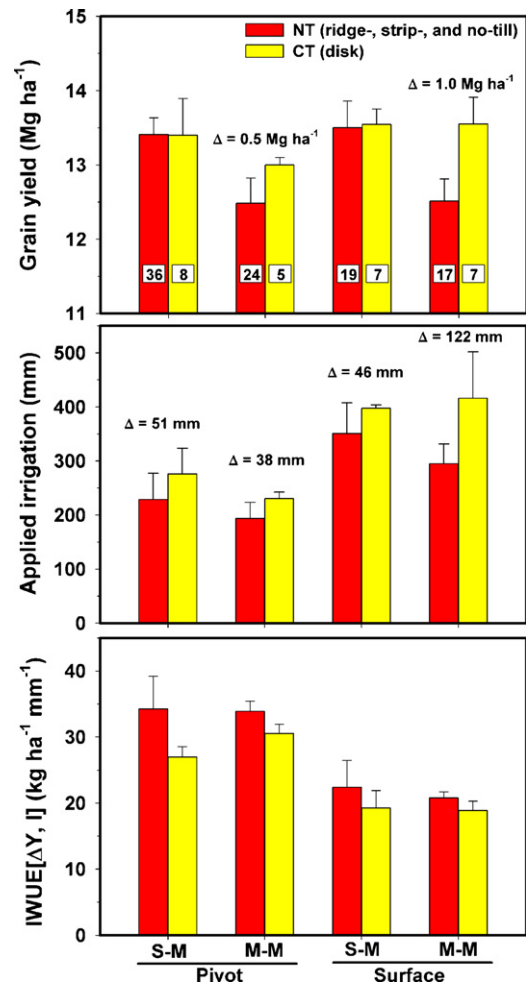 NT (ridge-, strip-, and no-till)
CT (disk)
Grain yield (Mg ha⁻¹)
15
14
13
12
11
Δ = 0.5 Mg ha⁻¹
Δ = 1.0 Mg ha⁻¹
36 8 24 5 19 7 17 7
Applied irrigation (mm)
500
400
300
200
100
0
Δ = 51 mm
Δ = 38 mm
Δ = 46 mm
Δ = 122 mm
IWUE[ΔY, I] (kg ha⁻¹ mm⁻¹)
40
30
20
10
0
S-M M-M S-M M-M
Pivot Surface